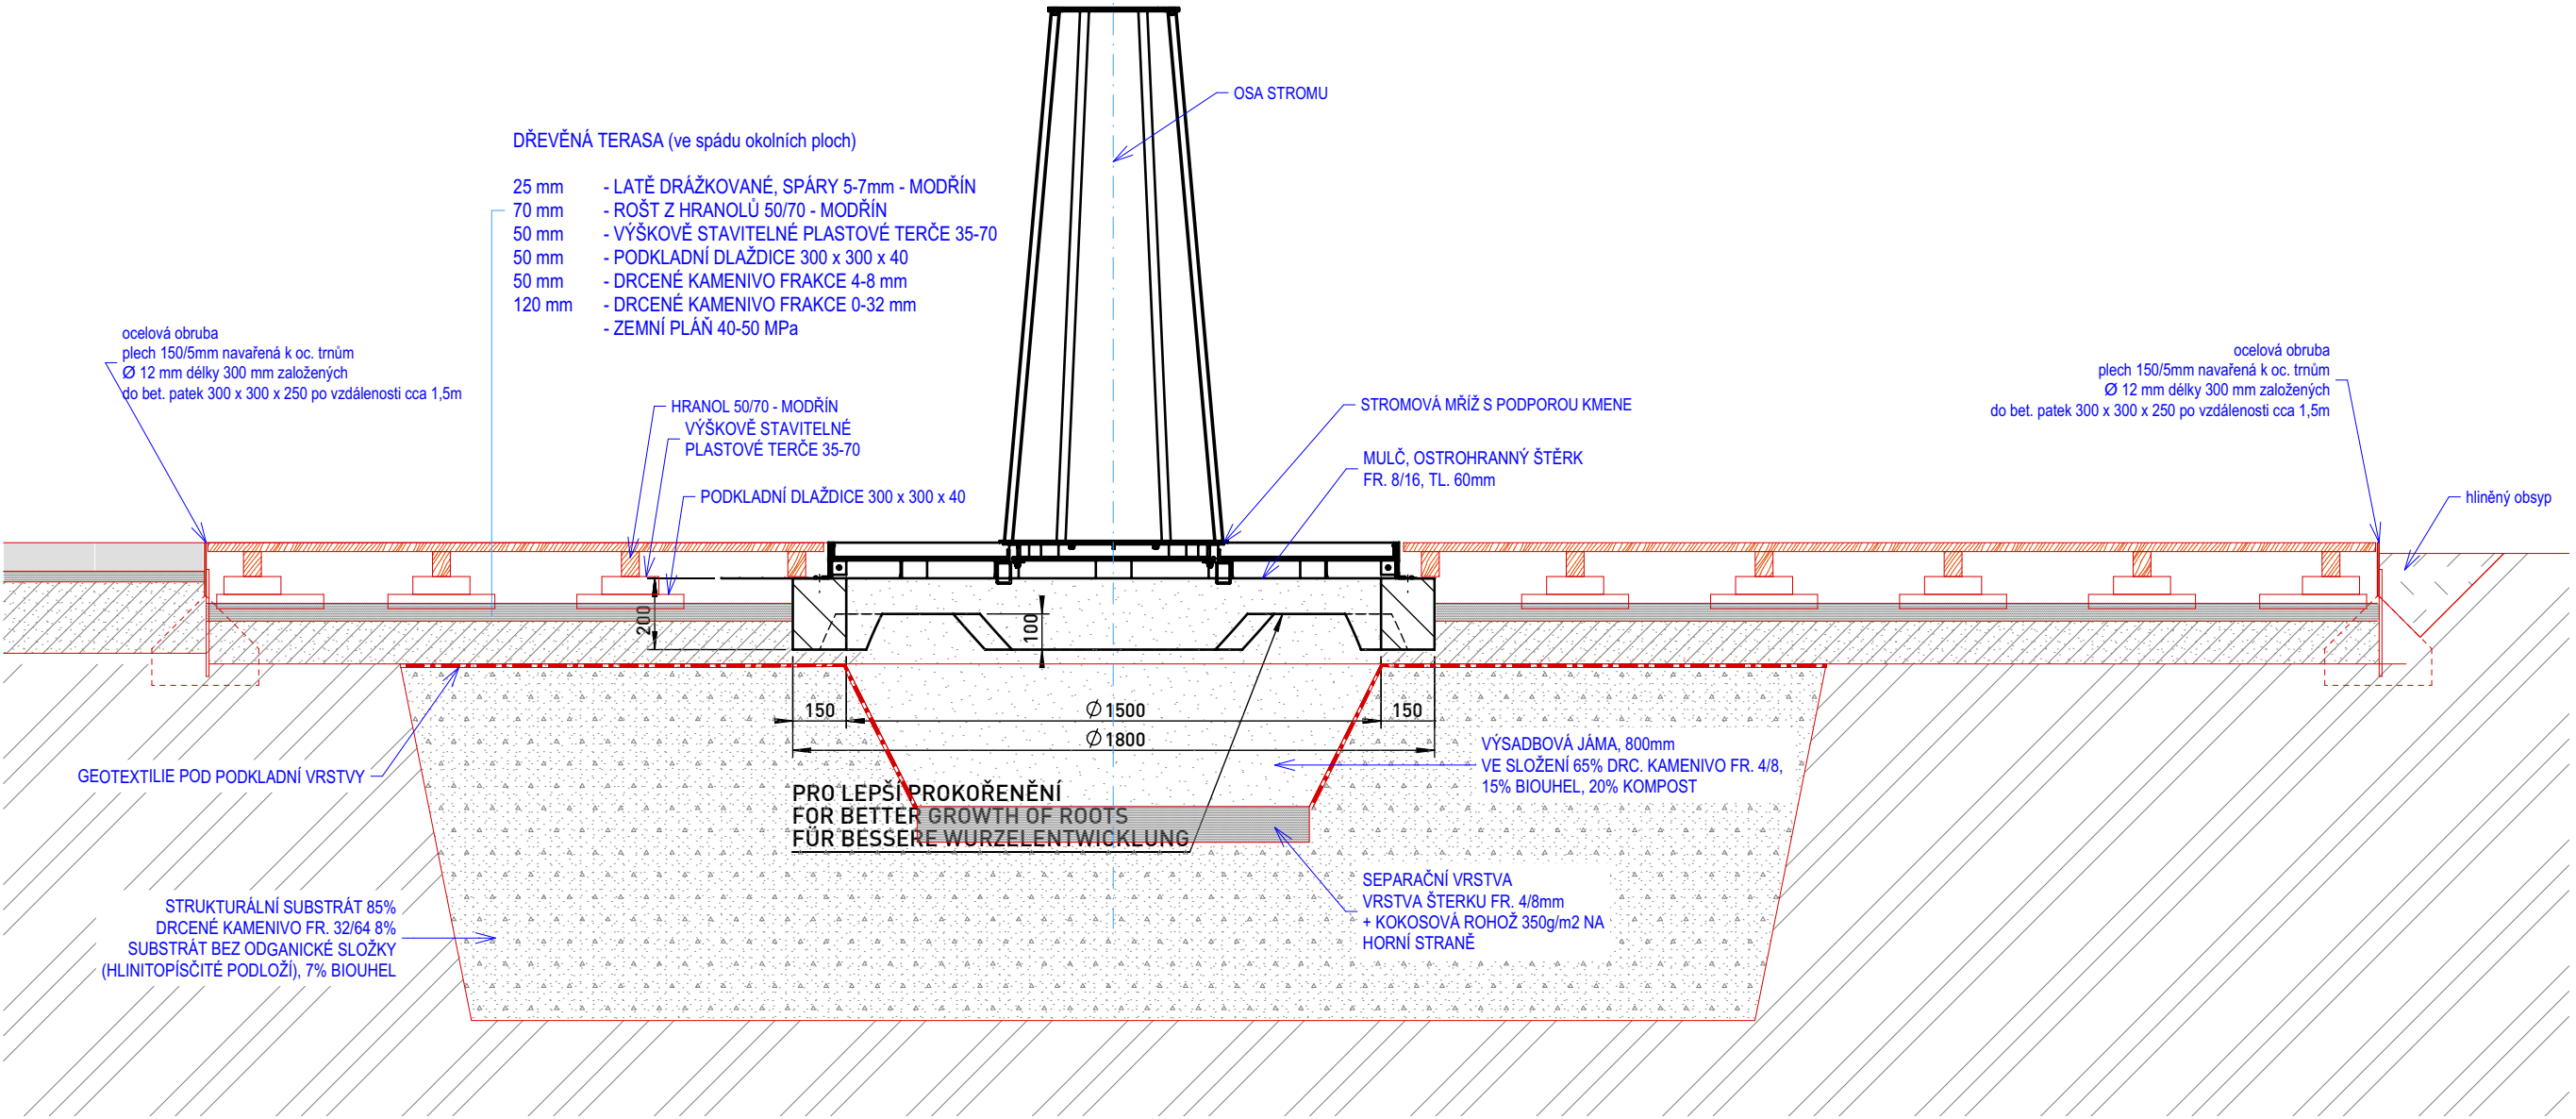 OSA STROMU
DŘEVĚNÁ TERASA (ve spádu okolních ploch)
25 mm - LATĚ DRÁŽKOVANÉ, SPÁRY 5-7mm - MODŘÍN
70 mm - ROŠT Z HRANOLŮ 50/70 - MODŘÍN
50 mm - VÝŠKOVĚ STAVITELNÉ PLASTOVÉ TERČE 35-70
50 mm - PODKLADNÍ DLAŽDICE 300 x 300 x 40
50 mm - DRCENÉ KAMENIVO FRAKCE 4-8 mm
120 mm - DRCENÉ KAMENIVO FRAKCE 0-32 mm
- ZEMNÍ PLÁŇ 40-50 MPa
ocelová obruba
plech 150/5mm navařená k oc. trnům
Ø 12 mm délky 300 mm založených
do bet. patek 300 x 300 x 250 po vzdálenosti cca 1,5m
HRANOL 50/70 - MODŘÍN
VÝŠKOVĚ STAVITELNÉ
PLASTOVÉ TERČE 35-70
PODKLADNÍ DLAŽDICE 300 x 300 x 40
STROMOVÁ MŘÍŽ S PODPOROU KMENE
MULČ, OSTROHRANNÝ ŠTĚRK
FR. 8/16, TL. 60mm
ocelová obruba
plech 150/5mm navařená k oc. trnům
Ø 12 mm délky 300 mm založených
do bet. patek 300 x 300 x 250 po vzdálenosti cca 1,5m
hliněný obsyp
200
100
150
Ø 1500
150
Ø 1800
GEOTEXTILIE POD PODKLADNÍ VRSTVY
PRO LEPŠÍ PROKOŘENĚNÍ
FOR BETTER GROWTH OF ROOTS
FÜR BESSERE WURZELENTWICKLUNG
VÝSADBOVÁ JÁMA, 800mm
VE SLOŽENÍ 65% DRC. KAMENIVO FR. 4/8,
15% BIOUHEL, 20% KOMPOST
SEPARAČNÍ VRSTVA
VRSTVA ŠTERKU FR. 4/8mm
+ KOKOSOVÁ ROHOŽ 350g/m2 NA
HORNÍ STRANĚ
STRUKTURÁLNÍ SUBSTRÁT 85%
DRCENÉ KAMENIVO FR. 32/64 8%
SUBSTRÁT BEZ ODGANICKÉ SLOŽKY
(HLINITOPÍSČITÉ PODLOŽÍ), 7% BIOUHEL